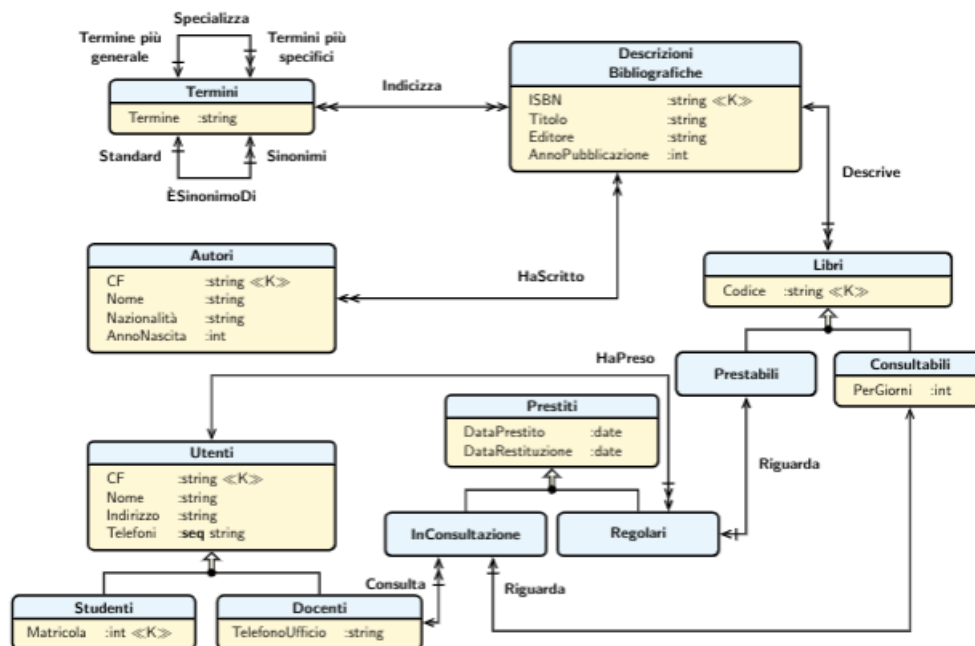 Specializza
Termine più
generale
Termini più
specifici
Termini
Termine :string
Standard
Sinonimi
ÈSinonimoDi
Indicizza
Descrizioni
Bibliografiche
ISBN :string ≪K≫
Titolo :string
Editore :string
AnnoPubblicazione :int
Descrive
HaScritto
Autori
CF :string ≪K≫
Nome :string
Nazionalità :string
AnnoNascita :int
Libri
Codice :string ≪K≫
Prestabili
Consultabili
PerGiorni :int
HaPreso
Prestiti
DataPrestito :date
DataRestituzione :date
Utenti
CF :string ≪K≫
Nome :string
Indirizzo :string
Telefoni :seq string
Riguarda
InConsultazione
Regolari
Consulta
Riguarda
Studenti
Matricola :int ≪K≫
Docenti
TelefonoUfficio :string